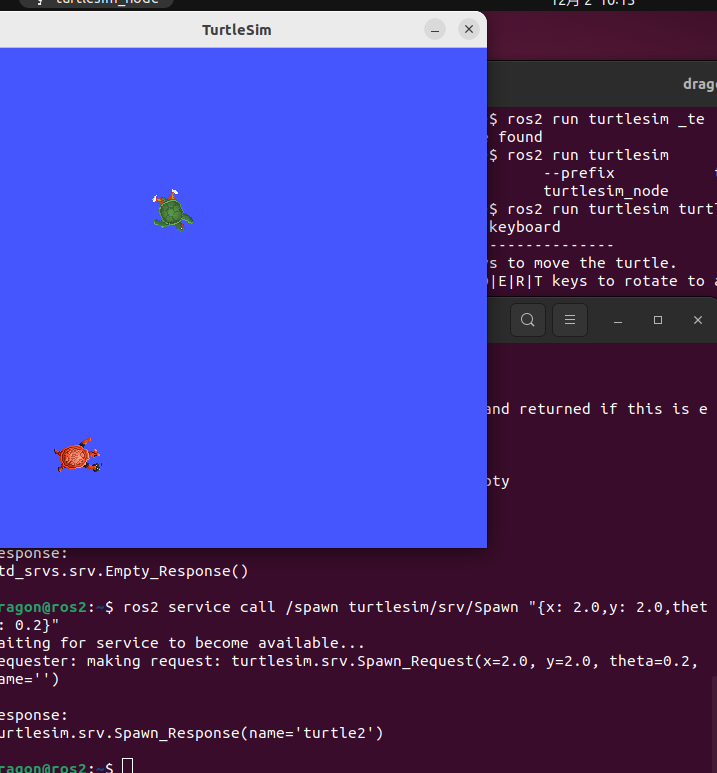 turtlesim_node
12月 2 10:13
TurtleSim
drag
$ ros2 run turtlesim _te
found
$ ros2 run turtlesim
--prefix
turtlesim_node
$ ros2 run turtlesim turtl
keyboard
--------------
s to move the turtle.
|E|R|T keys to rotate to a
and returned if this is e
pty
esponse:
td_srvs.srv.Empty_Response()
ragon@ros2:~$ ros2 service call /spawn turtlesim/srv/Spawn "{x: 2.0,y: 2.0,thet
: 0.2}"
aiting for service to become available...
equester: making request: turtlesim.srv.Spawn_Request(x=2.0, y=2.0, theta=0.2,
ame='')
esponse:
urtlesim.srv.Spawn_Response(name='turtle2')
ragon@ros2:~$